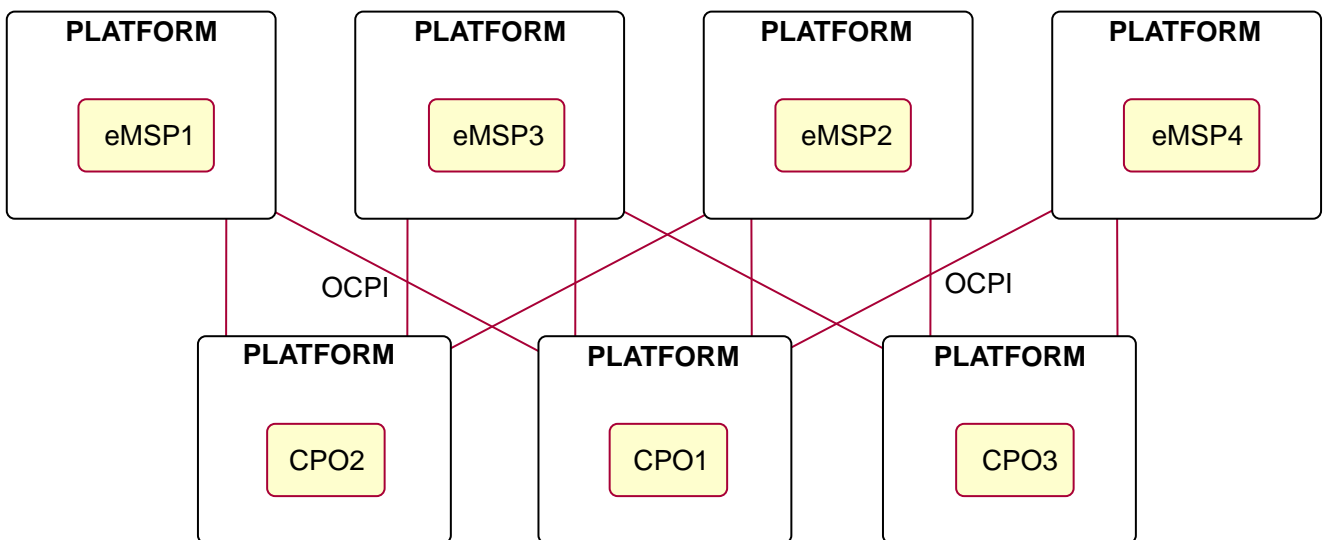 PLATFORM
PLATFORM
PLATFORM
PLATFORM
eMSP1
eMSP3
eMSP2
eMSP4
OCPI
OCPI
PLATFORM
PLATFORM
PLATFORM
CPO2
CPO1
CPO3